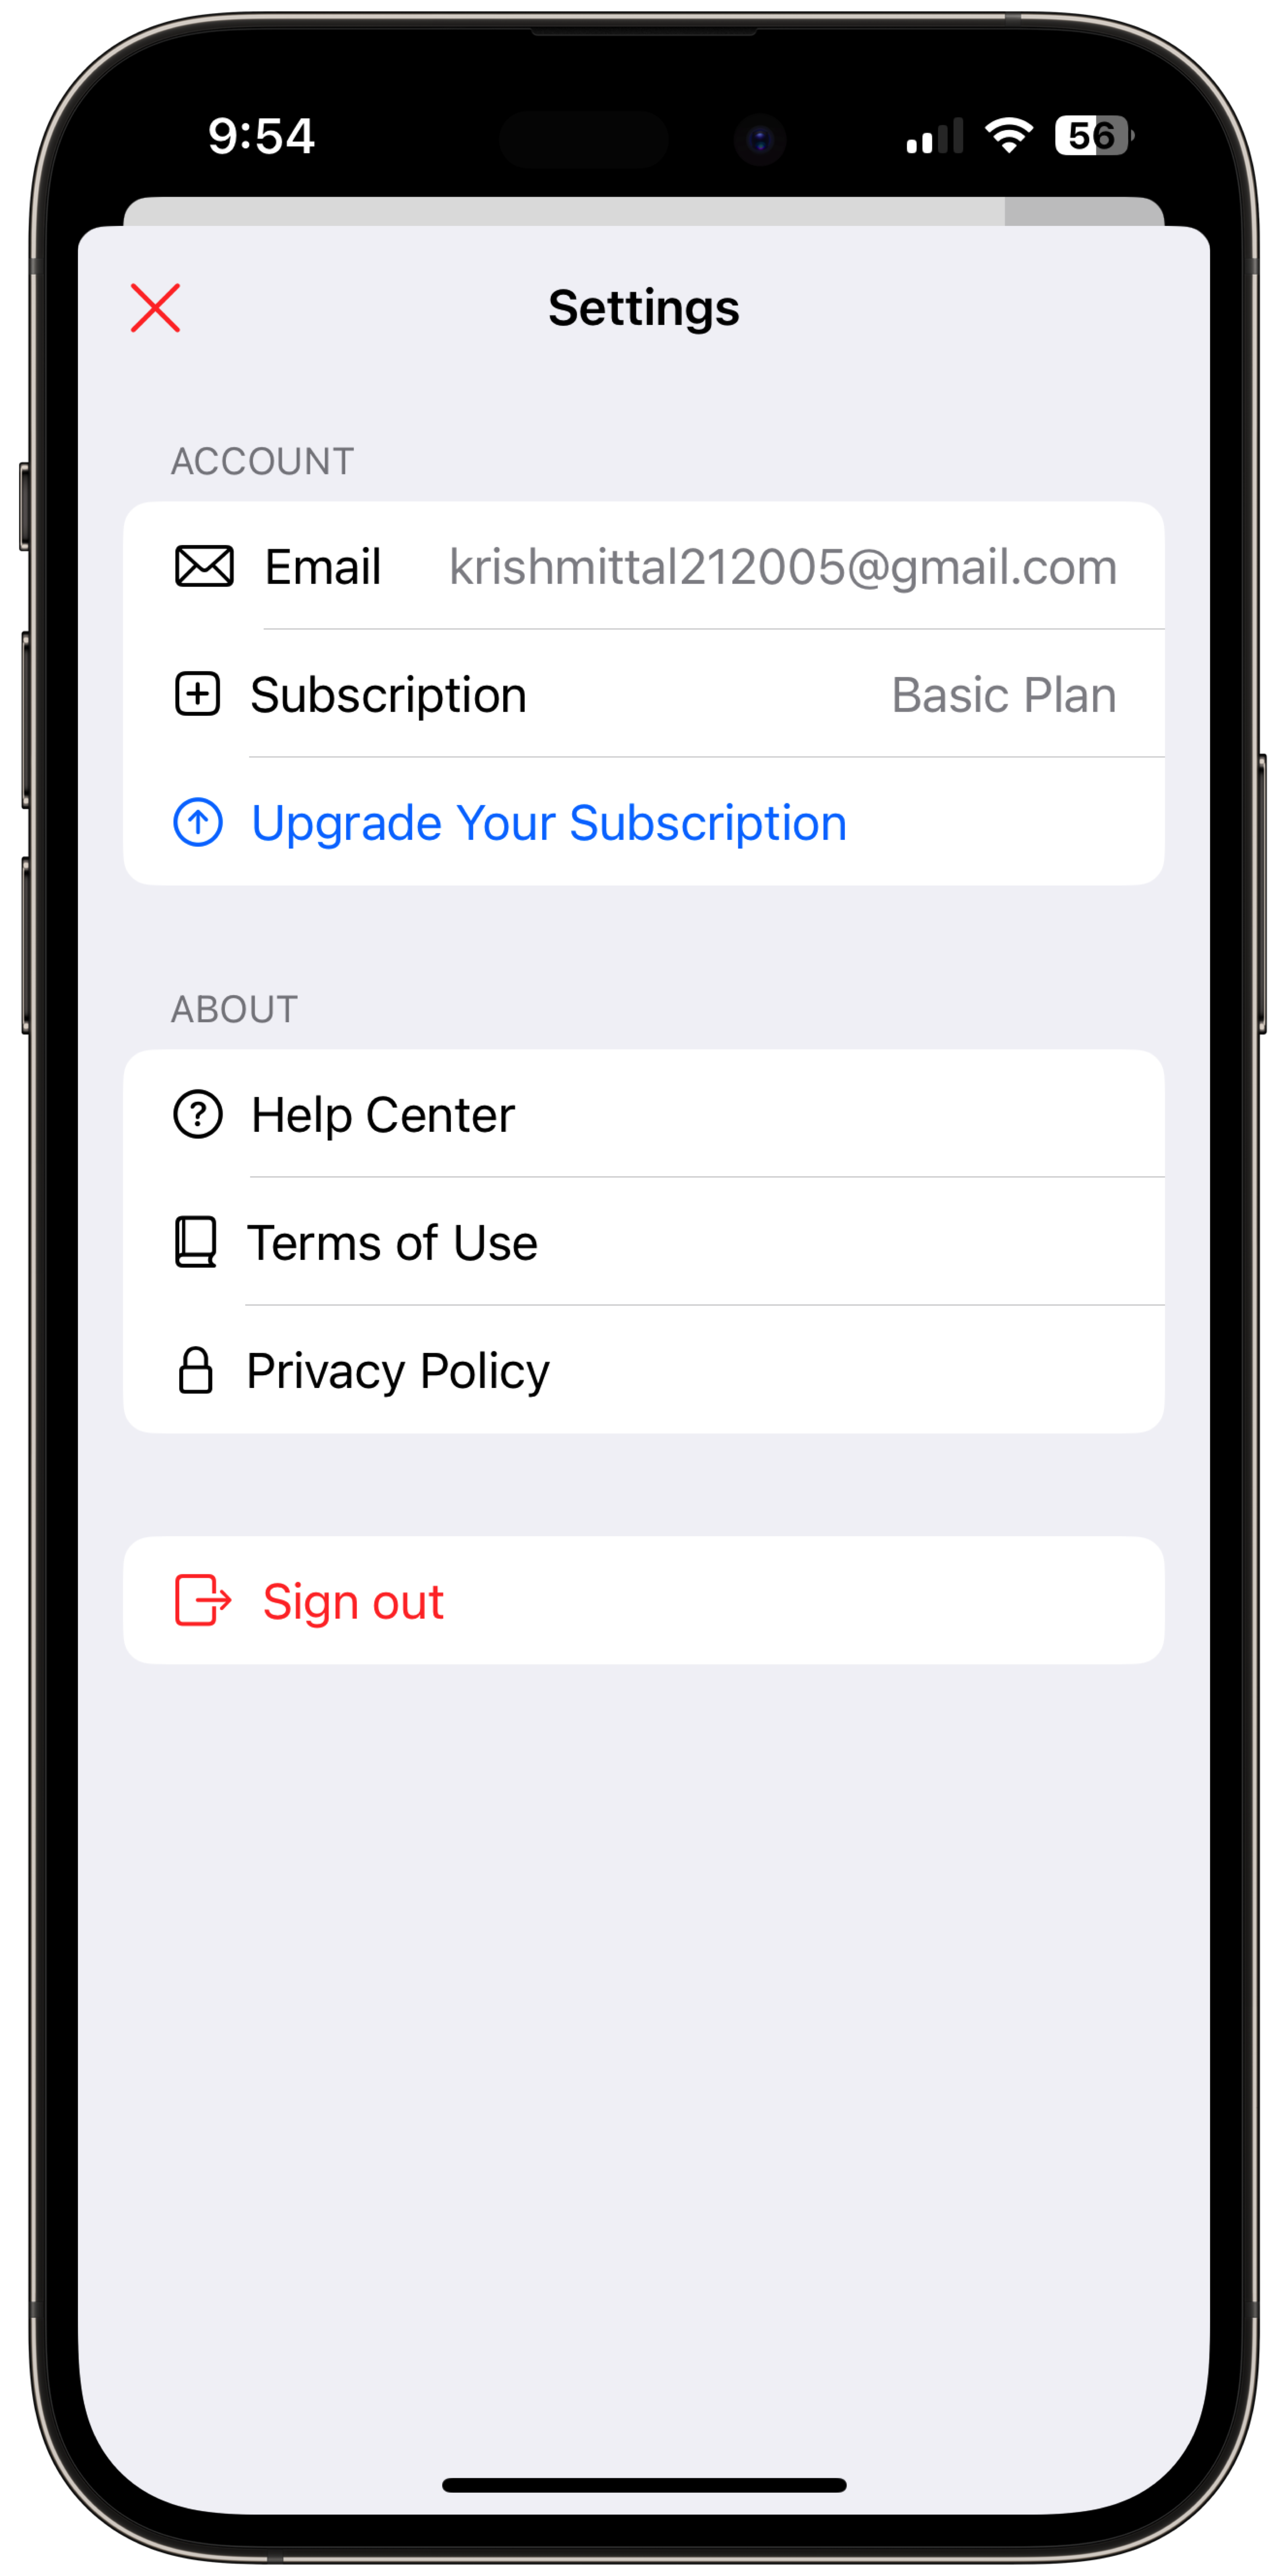 9:54
56
Settings
ACCOUNT
Email krishmittal212005@gmail.com
Subscription Basic Plan
Upgrade Your Subscription
ABOUT
Help Center
Terms of Use
Privacy Policy
Sign out